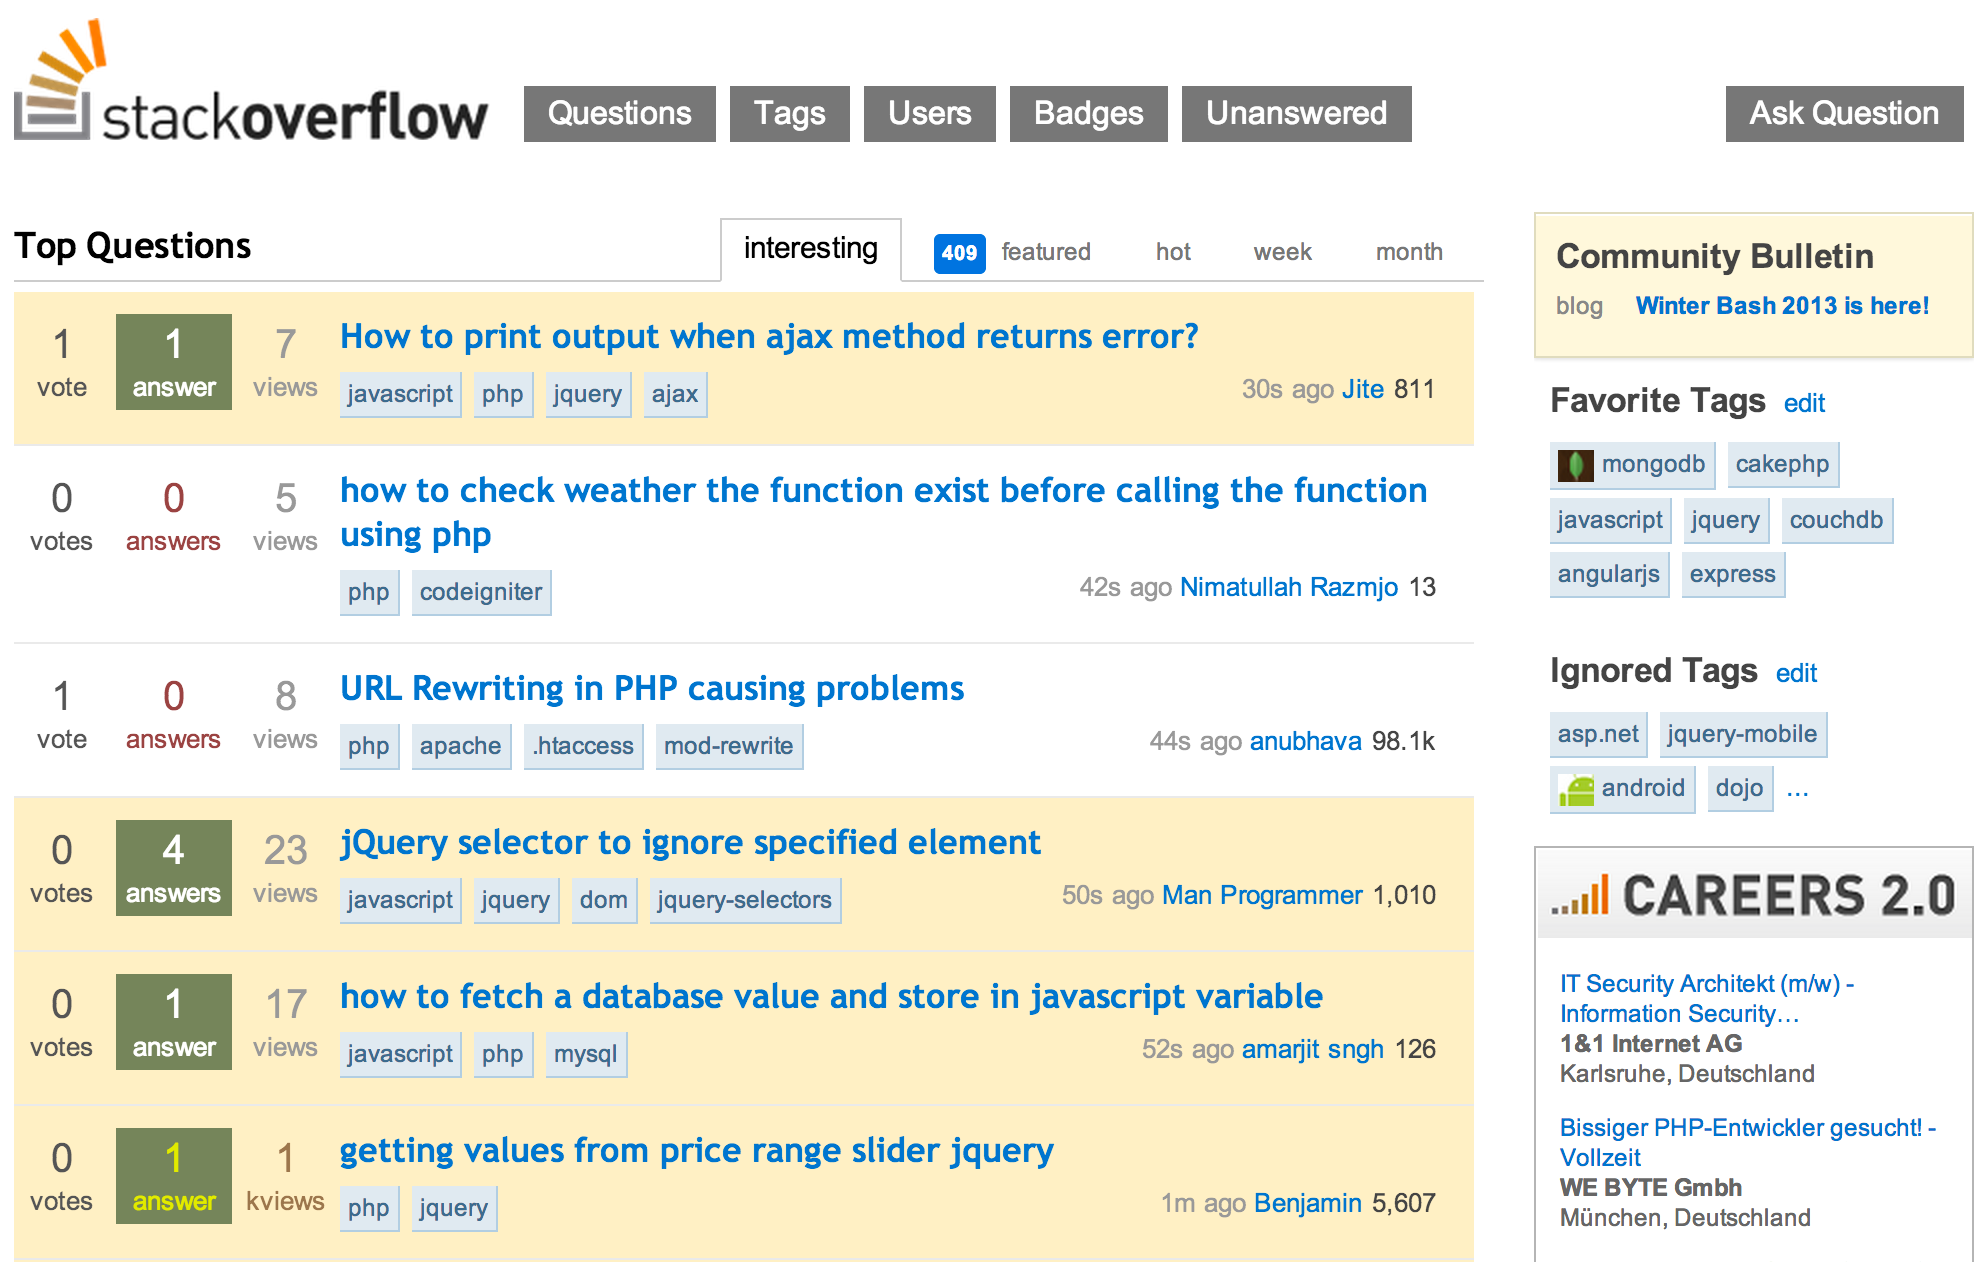 stackoverflow
Questions Tags Users Badges Unanswered Ask Question
Top Questions
interesting 409 featured hot week month
1 vote 1 answer 7 views
How to print output when ajax method returns error?
javascript php jquery ajax
30s ago Jite 811
0 votes 0 answers 5 views
how to check weather the function exist before calling the function
using php
php codeigniter
42s ago Nimatullah Razmjo 13
1 vote 0 answers 8 views
URL Rewriting in PHP causing problems
php apache .htaccess mod-rewrite
44s ago anubhava 98.1k
0 votes 4 answers 23 views
jQuery selector to ignore specified element
javascript jquery dom jquery-selectors
50s ago Man Programmer 1,010
0 votes 1 answer 17 views
how to fetch a database value and store in javascript variable
javascript php mysql
52s ago amarjit sngh 126
0 votes 1 answer 1 kviews
getting values from price range slider jquery
php jquery
1m ago Benjamin 5,607
Community Bulletin
blog Winter Bash 2013 is here!
Favorite Tags edit
mongodb cakephp
javascript jquery couchdb
angularjs express
Ignored Tags edit
asp.net jquery-mobile
android dojo ...
CAREERS 2.0
IT Security Architekt (m/w) -
Information Security...
1&1 Internet AG
Karlsruhe, Deutschland
Bissiger PHP-Entwickler gesucht! -
Vollzeit
WE BYTE Gmbh
München, Deutschland